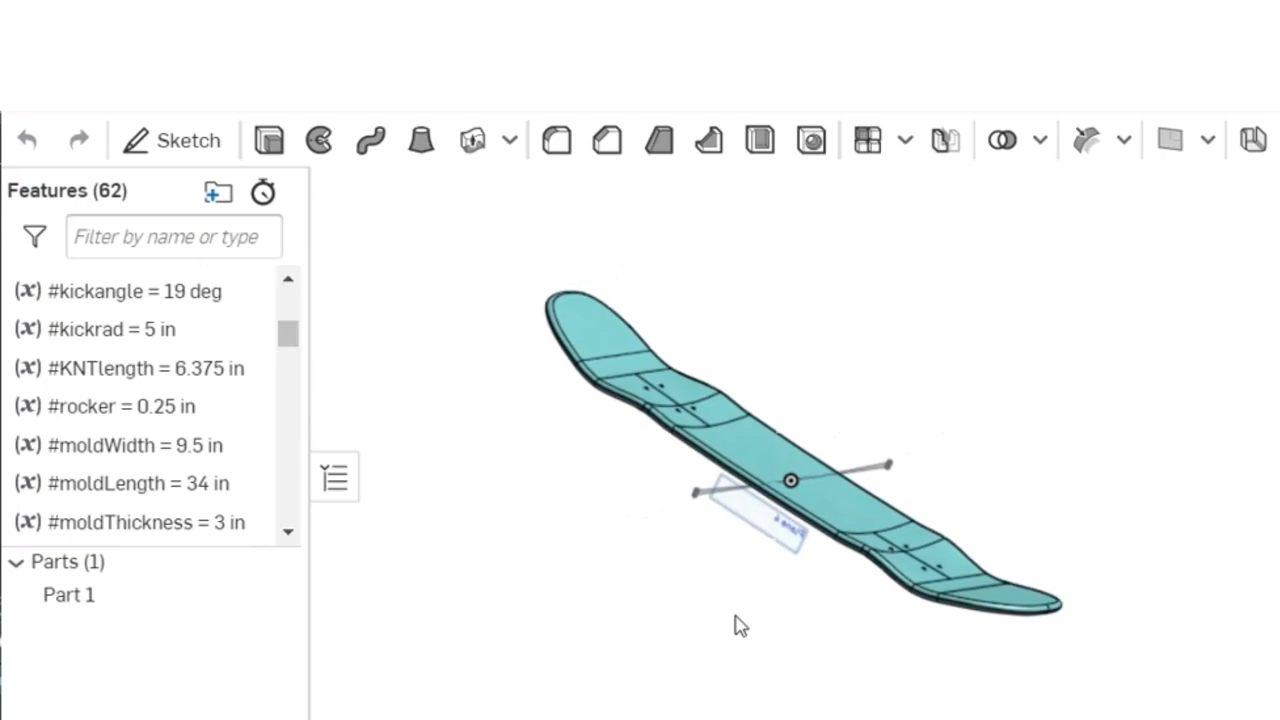 Sketch
Features (62)
Filter by name or type
(x) #kickangle = 19 deg
(x) #kickrad = 5 in
(x) #KNTlength = 6.375 in
(x) #rocker = 0.25 in
(x) #moldWidth = 9.5 in
(x) #moldLength = 34 in
(x) #moldThickness = 3 in
Parts (1)
Part 1